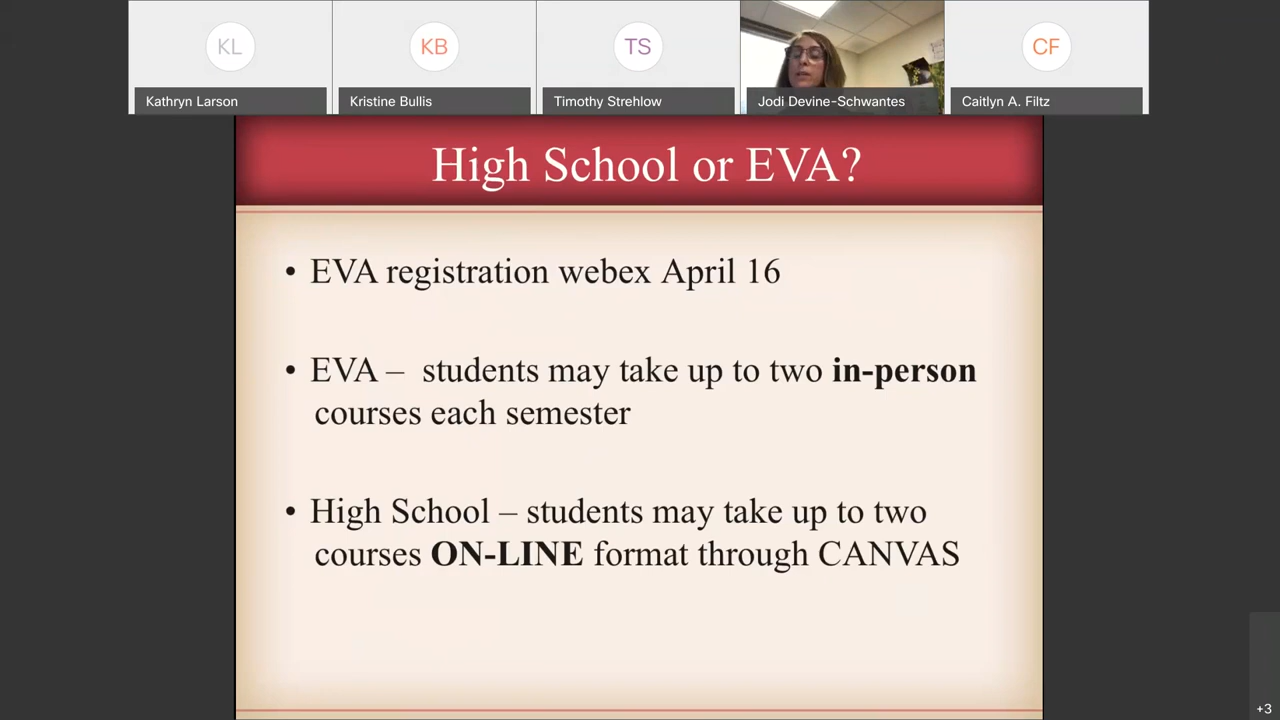 KL
KB
TS
CF
Kathryn Larson
Kristine Bullis
Timothy Strehlow
Jodi Devine-Schwantes
Caitlyn A. Filtz
High School or EVA?
• EVA registration webex April 16
• EVA – students may take up to two in-person
courses each semester
• High School – students may take up to two
courses ON-LINE format through CANVAS
+3